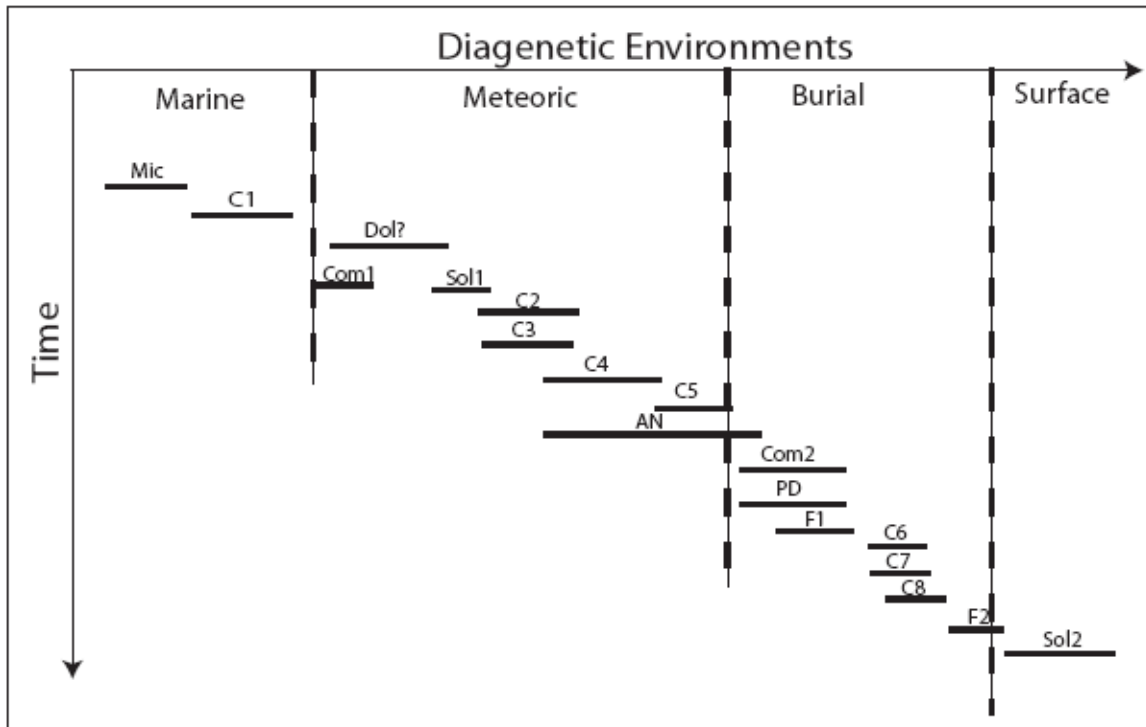 Diagenetic Environments
Marine Meteoric Burial Surface
Mic
C1
Dol?
Com1 Sol1
C2
C3
C4
C5
AN
Com2
PD
F1
C6
C7
C8
F2
Sol2
Time